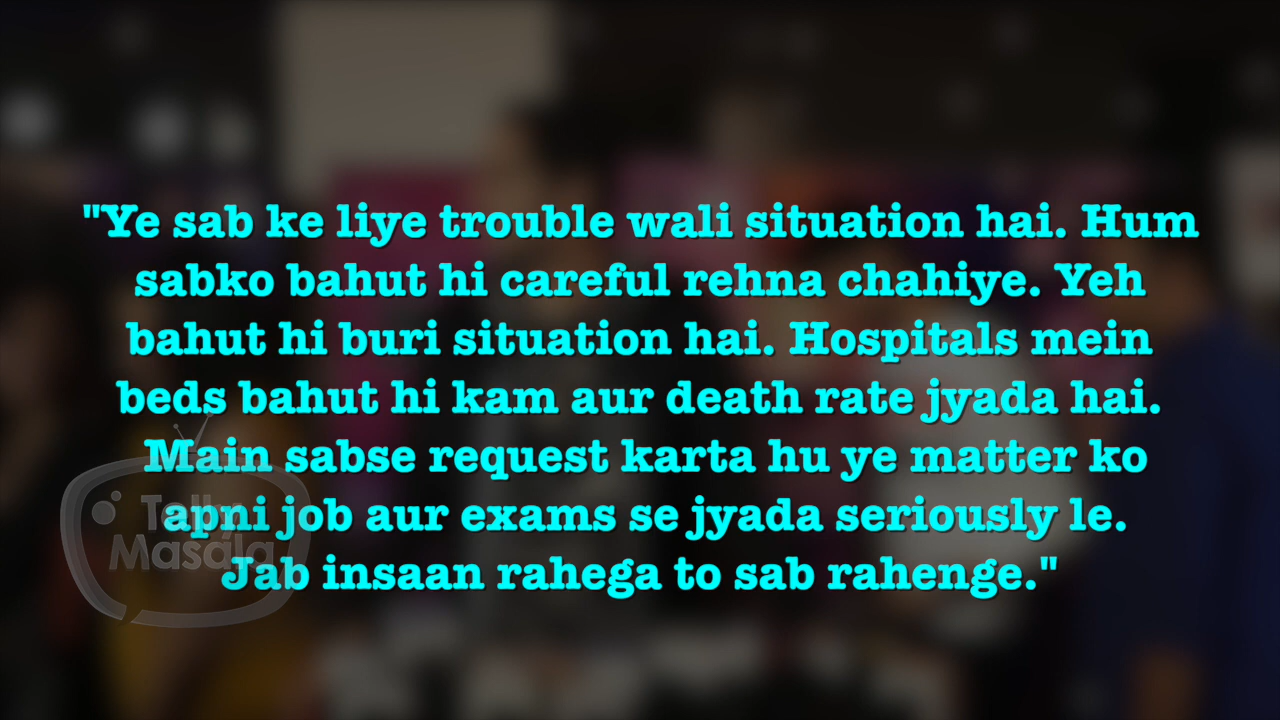 "Ye sab ke liye trouble wali situation hai. Hum
sabko bahut hi careful rehna chahiye. Yeh
bahut hi buri situation hai. Hospitals mein
beds bahut hi kam aur death rate jyada hai.
Main sabse request karta hu ye matter ko
apni job aur exams se jyada seriously le.
Jab insaan rahega to sab rahenge."
Telly
Masala